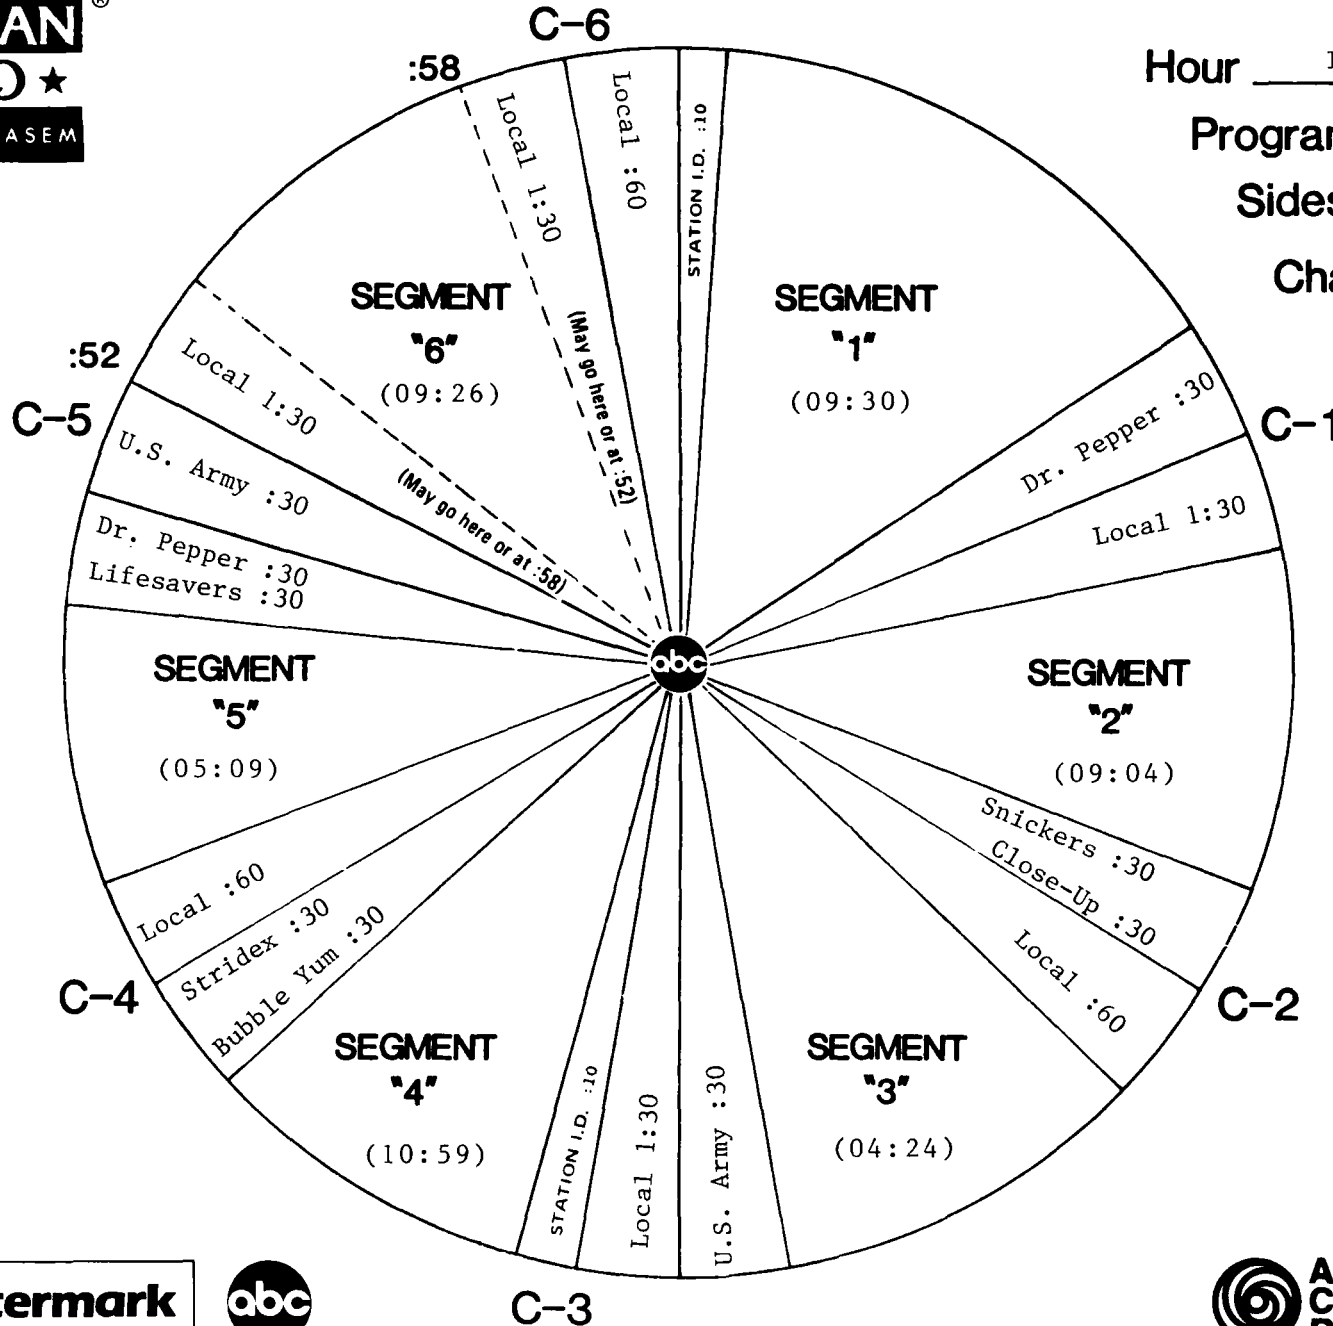 AN ®
ASEM
C-6
:58
Hour
Local 1:30
Local :60
STATION I.D. :10
(May go here or at :52)
SEGMENT
"1"
(09:30)
Dr. Pepper :30
C-1
Local 1:30
SEGMENT
"2"
(09:04)
Snickers :30
Close-Up :30
C-2
Local :60
SEGMENT
"3"
(04:24)
U.S. Army :30
Local 1:30
C-3
STATION I.D. :10
SEGMENT
"4"
(10:59)
Bubble Yum :30
Stridex :30
C-4
Local :60
SEGMENT
"5"
(05:09)
Lifesavers :30
Dr. Pepper :30
C-5
U.S. Army :30
:52
Local 1:30
(May go here or at :58)
SEGMENT
"6"
(09:26)
abc
termark
abc
A
C